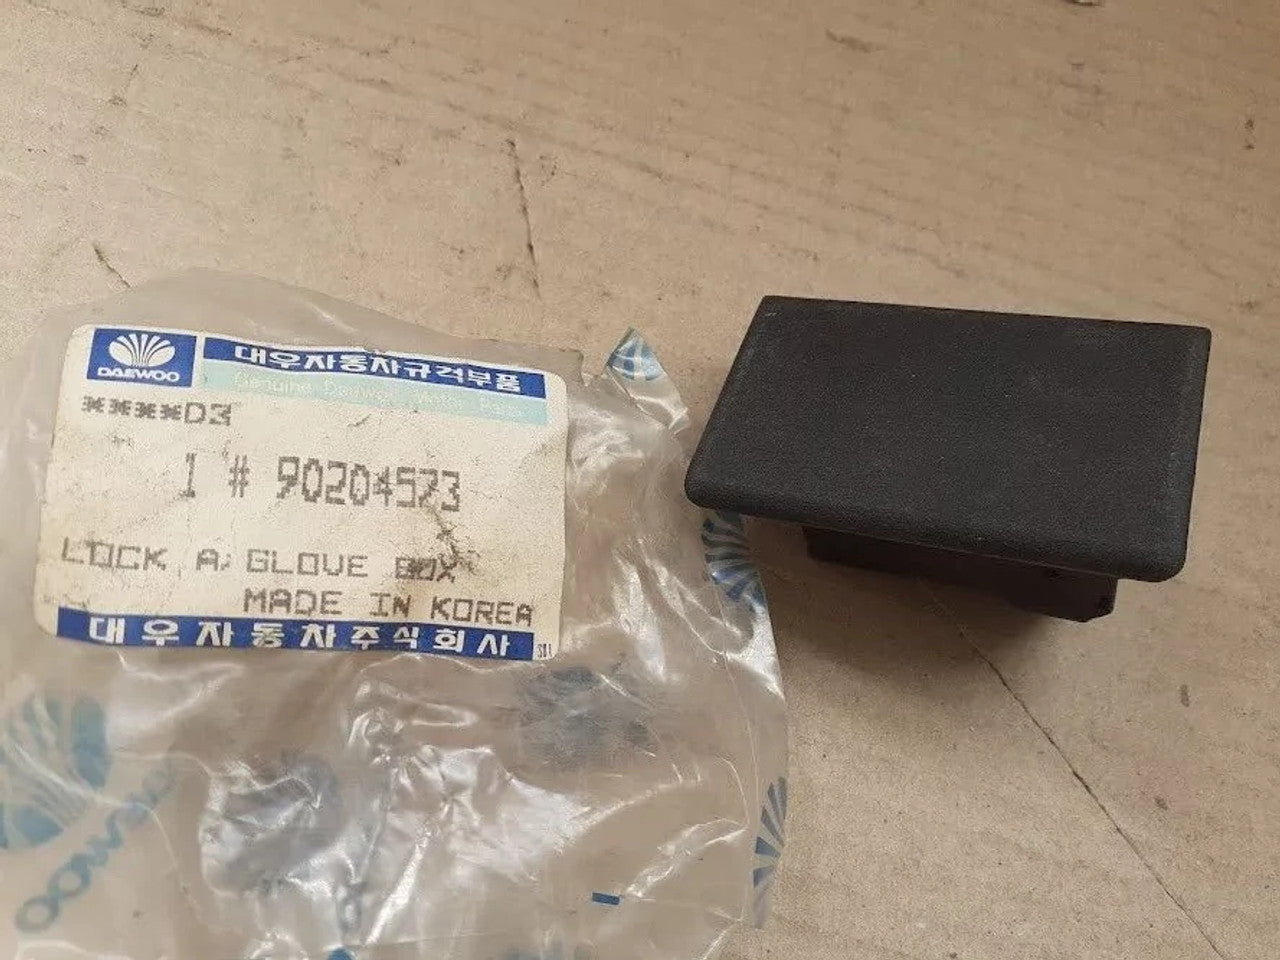 대우자동차규격부품
DAEWOO
Genuine Daewoo Motor Parts
****D3
1 # 90204573
LOCK A/ GLOVE BOX
MADE IN KOREA
대우자동차주식회사
DAEWOO